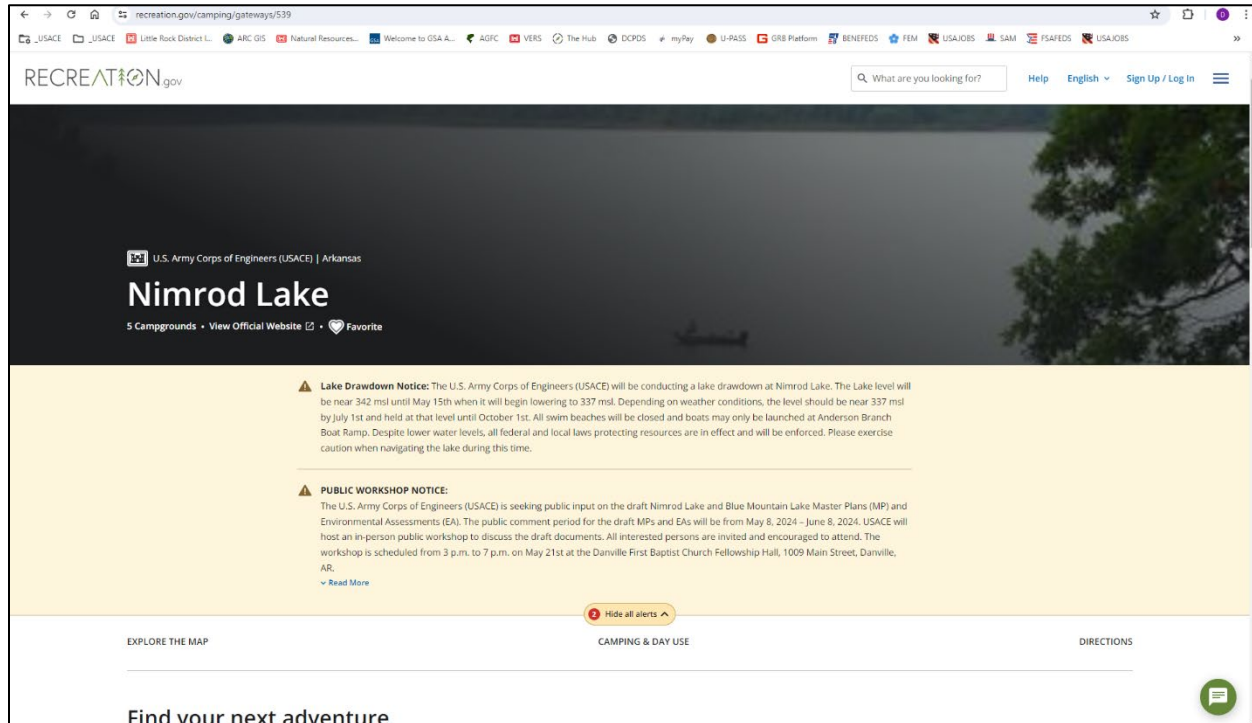 recreation.gov/camping/gateways/539
_USACE _USACE Little Rock District I... ARC GIS Natural Resources... Welcome to GSA A... AGFC VERS The Hub DCPDS myPay U-PASS GRB Platform BENEFEDS FEM USAJOBS SAM FSAFEDS USAJOBS
RECREATION.gov
What are you looking for?
Help English Sign Up / Log In
U.S. Army Corps of Engineers (USACE) | Arkansas
Nimrod Lake
5 Campgrounds • View Official Website • Favorite
Lake Drawdown Notice: The U.S. Army Corps of Engineers (USACE) will be conducting a lake drawdown at Nimrod Lake. The Lake level will
be near 342 msl until May 15th when it will begin lowering to 337 msl. Depending on weather conditions, the level should be near 337 msl
by July 1st and held at that level until October 1st. All swim beaches will be closed and boats may only be launched at Anderson Branch
Boat Ramp. Despite lower water levels, all federal and local laws protecting resources are in effect and will be enforced. Please exercise
caution when navigating the lake during this time.
PUBLIC WORKSHOP NOTICE:
The U.S. Army Corps of Engineers (USACE) is seeking public input on the draft Nimrod Lake and Blue Mountain Lake Master Plans (MP) and
Environmental Assessments (EA). The public comment period for the draft MPs and EAs will be from May 8, 2024 – June 8, 2024. USACE will
host an in-person public workshop to discuss the draft documents. All interested persons are invited and encouraged to attend. The
workshop is scheduled from 3 p.m. to 7 p.m. on May 21st at the Danville First Baptist Church Fellowship Hall, 1009 Main Street, Danville,
AR.
Read More
2 Hide all alerts
EXPLORE THE MAP CAMPING & DAY USE DIRECTIONS
Find your next adventure